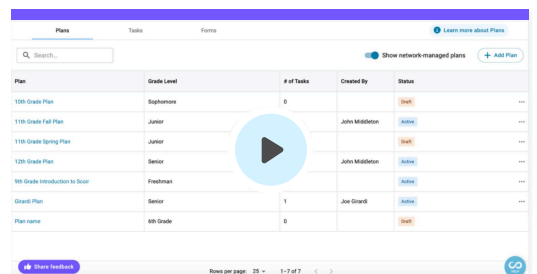 Plans Tasks Forms Learn more about Plans
Search... Show network-managed plans + Add Plan
Plan Grade Level # of Tasks Created By Status
10th Grade Plan Sophomore 0 Draft ...
11th Grade Fall Plan Junior John Middleton Active ...
11th Grade Spring Plan Junior Draft ...
12th Grade Plan Senior John Middleton Active ...
9th Grade Introduction to Scoir Freshman Active ...
Girardi Plan Senior 1 Joe Girardi Active ...
Plan name 6th Grade 0 Draft
Share feedback Rows per page: 25 1-7 of 7 < >